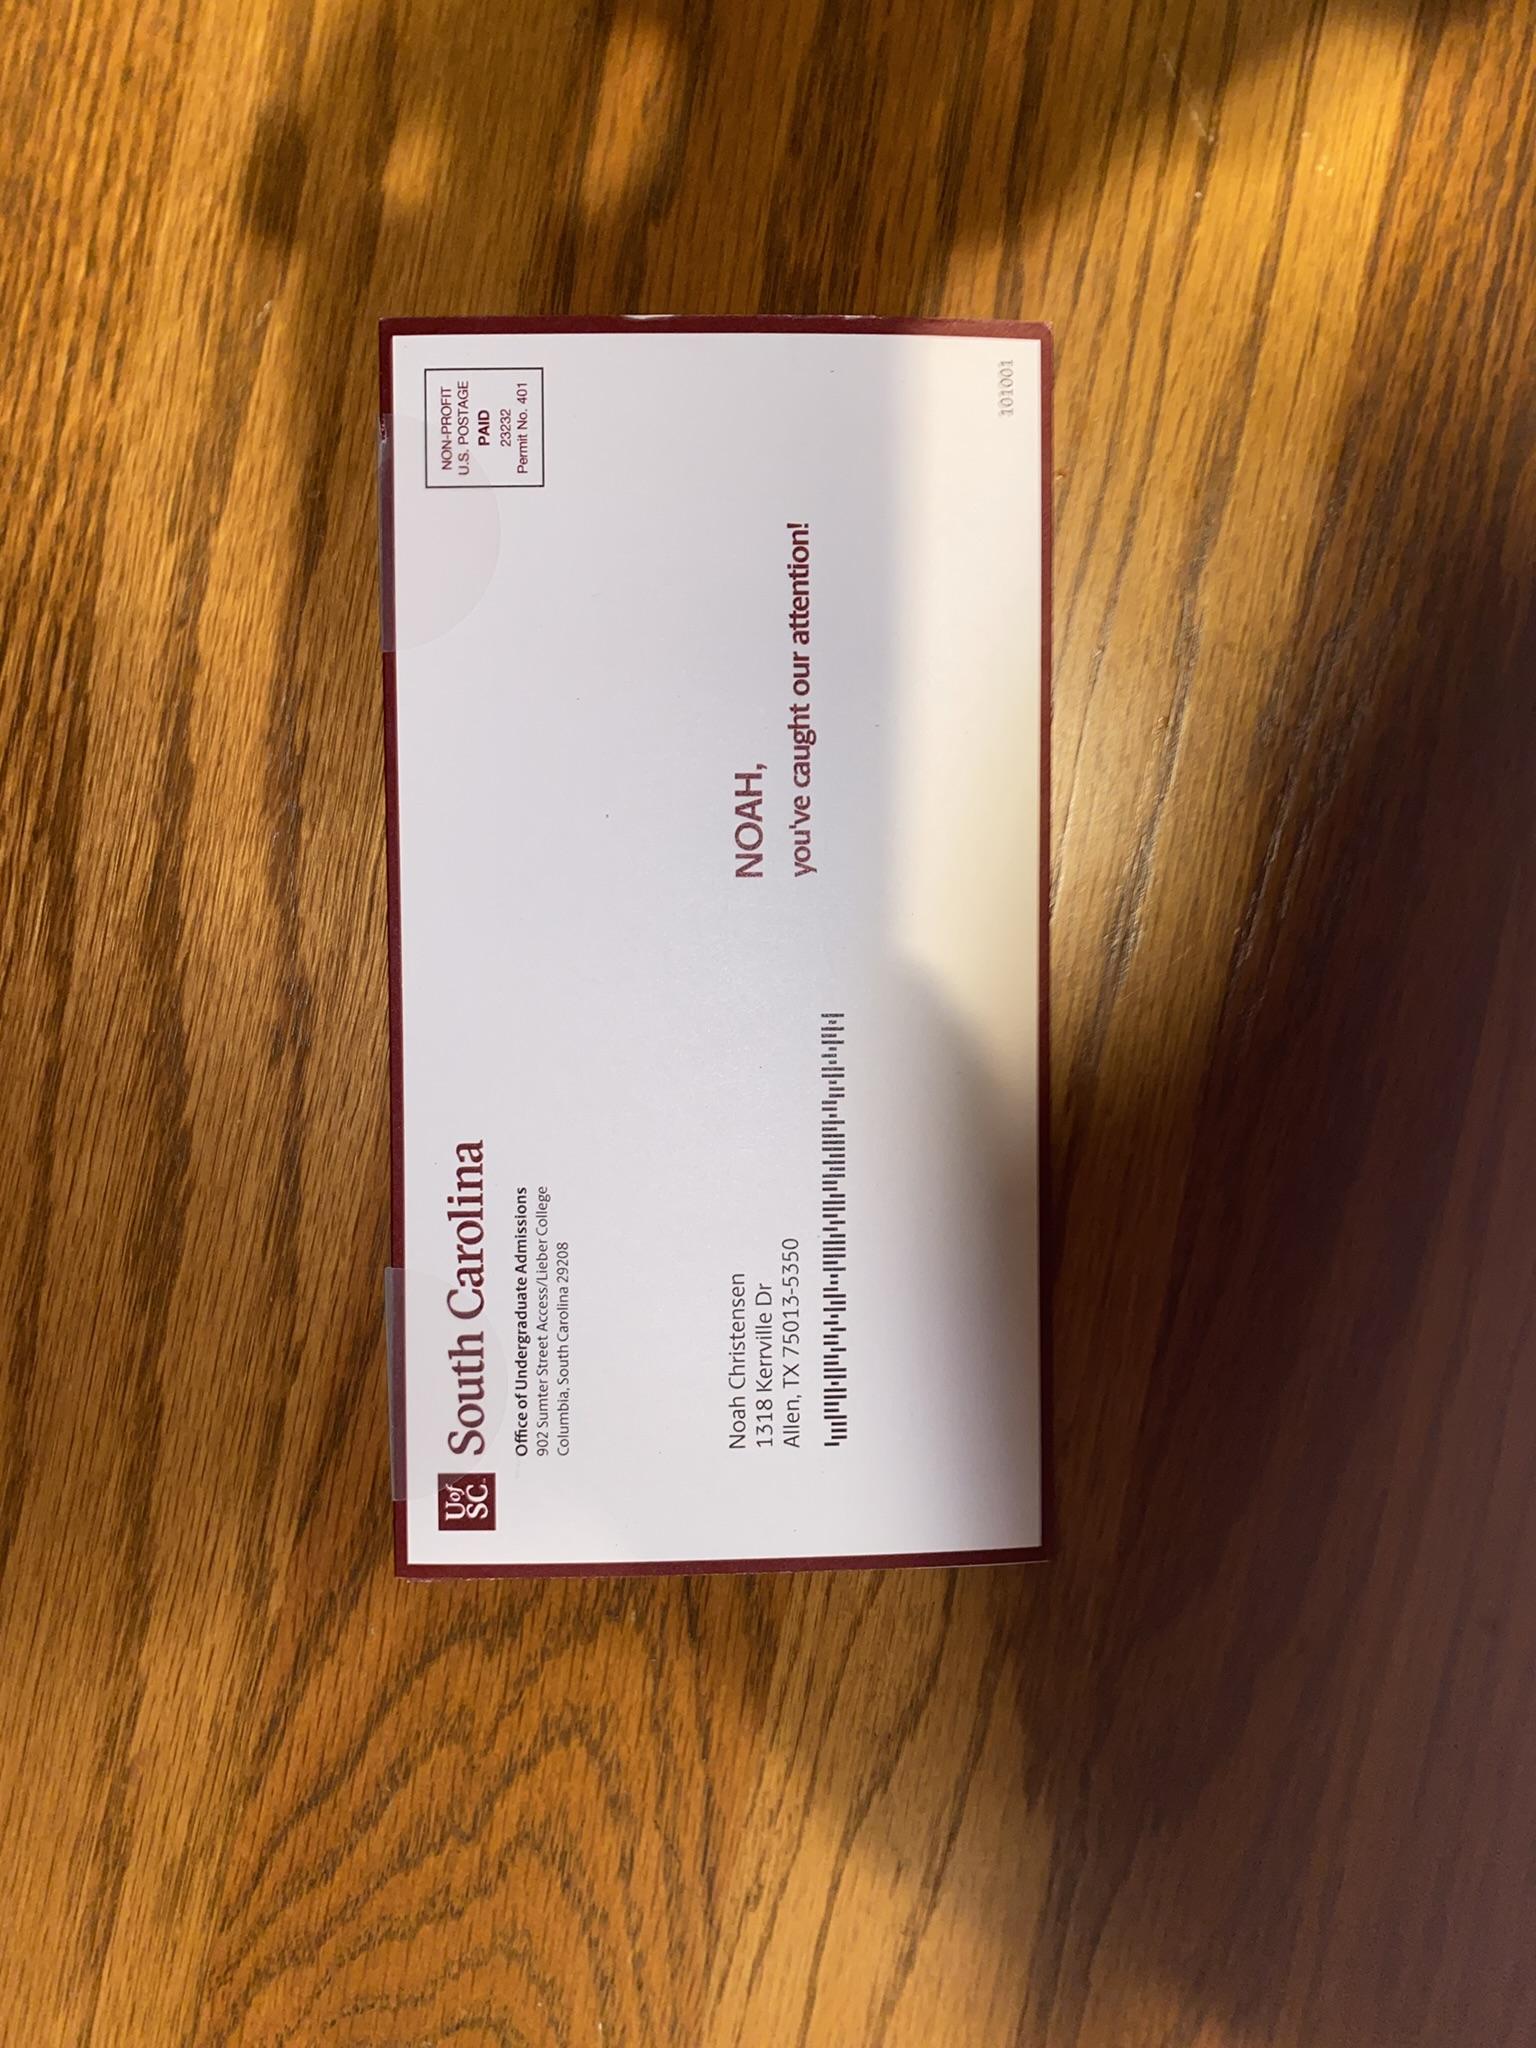 UofSC South Carolina
Office of Undergraduate Admissions
902 Sumter Street Access/Lieber College
Columbia, South Carolina 29208
NON-PROFIT
U.S. POSTAGE
PAID
23232
Permit No. 401
Noah Christensen
1318 Kerrville Dr
Allen, TX 75013-5350
NOAH,
you've caught our attention!
101001